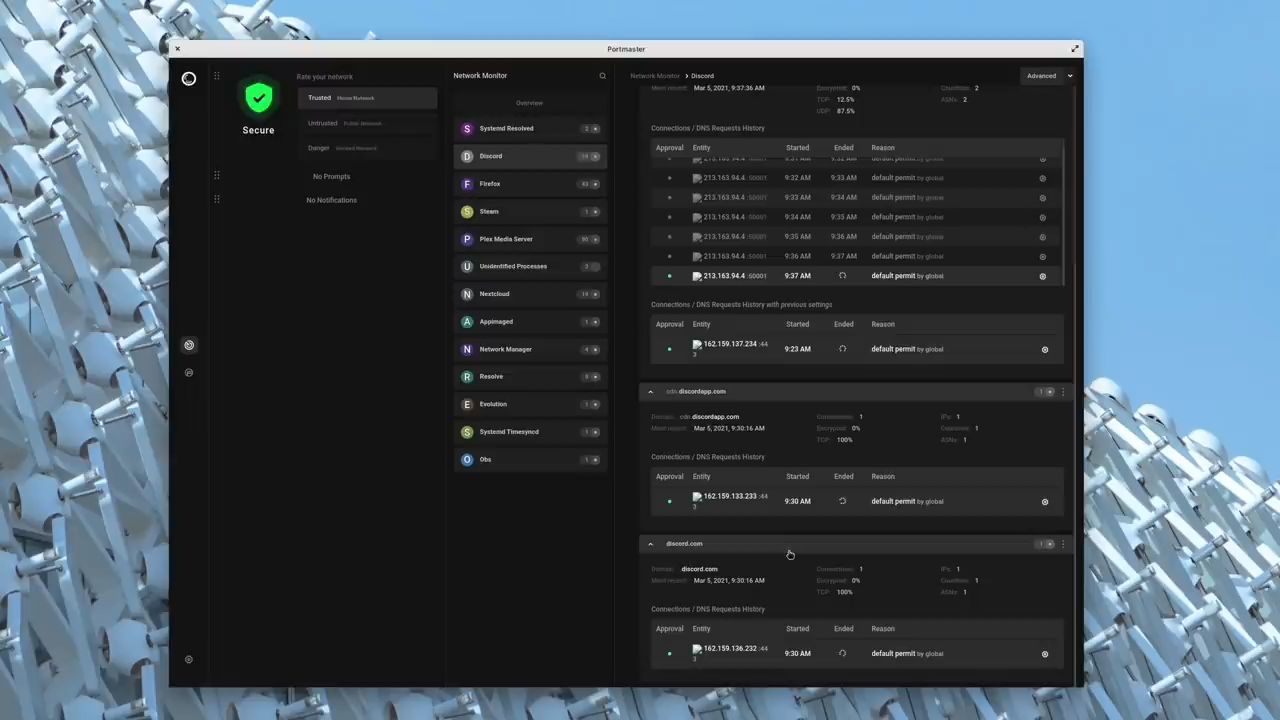 Portmaster
Secure
Rate your network
Trusted Home Network
Untrusted Public Network
Danger Hacked Network
No Prompts
No Notifications
Network Monitor
Overview
Systemd Resolved 2
Discord 14
Firefox 43
Steam 1
Plex Media Server 90
Unidentified Processes 3
Nextcloud 19
Appimaged 1
Network Manager 4
Resolve
Evolution
Systemd Timesyncd 1
Obs 1
Network Monitor > Discord
Advanced
Most recent: Mar 5, 2021, 9:37:36 AM Encrypted: 0% Countries: 2
TCP: 12.5% ASNs: 2
UDP: 87.5%
Connections / DNS Requests History
Approval Entity Started Ended Reason
213.163.94.4 :50001 9:31 AM 9:32 AM default permit by global
213.163.94.4 :50001 9:32 AM 9:33 AM default permit by global
213.163.94.4 :50001 9:33 AM 9:34 AM default permit by global
213.163.94.4 :50001 9:34 AM 9:35 AM default permit by global
213.163.94.4 :50001 9:35 AM 9:36 AM default permit by global
213.163.94.4 :50001 9:36 AM 9:37 AM default permit by global
213.163.94.4 :50001 9:37 AM default permit by global
Connections / DNS Requests History with previous settings
Approval Entity Started Ended Reason
162.159.137.234 :44
3 9:23 AM default permit by global
cdn.discordapp.com 1
Domain: cdn.discordapp.com Connections: 1 IPs: 1
Most recent: Mar 5, 2021, 9:30:16 AM Encrypted: 0% Countries: 1
TCP: 100% ASNs: 1
Connections / DNS Requests History
Approval Entity Started Ended Reason
162.159.133.233 :44
3 9:30 AM default permit by global
discord.com 1
Domain: discord.com Connections: 1 IPs: 1
Most recent: Mar 5, 2021, 9:30:16 AM Encrypted: 0% Countries: 1
TCP: 100% ASNs: 1
Connections / DNS Requests History
Approval Entity Started Ended Reason
162.159.136.232 :44
3 9:30 AM default permit by global